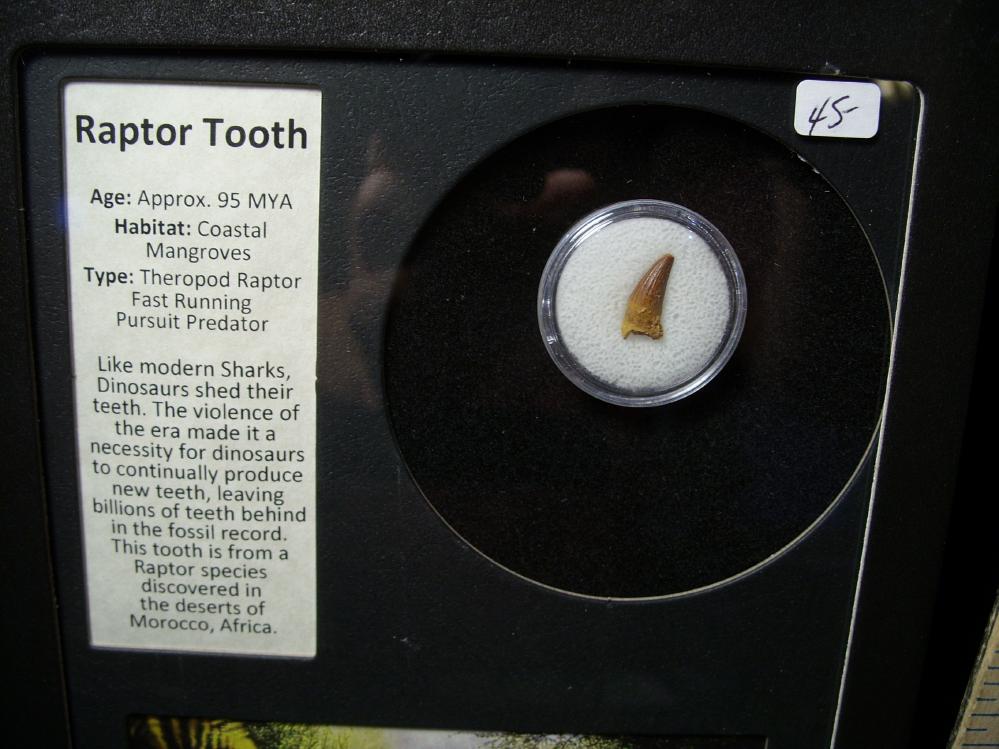 Raptor Tooth
Age: Approx. 95 MYA
Habitat: Coastal
Mangroves
Type: Theropod Raptor
Fast Running
Pursuit Predator
Like modern Sharks,
Dinosaurs shed their
teeth. The violence of
the era made it a
necessity for dinosaurs
to continually produce
new teeth, leaving
billions of teeth behind
in the fossil record.
This tooth is from a
Raptor species
discovered in
the deserts of
Morocco, Africa.
45-